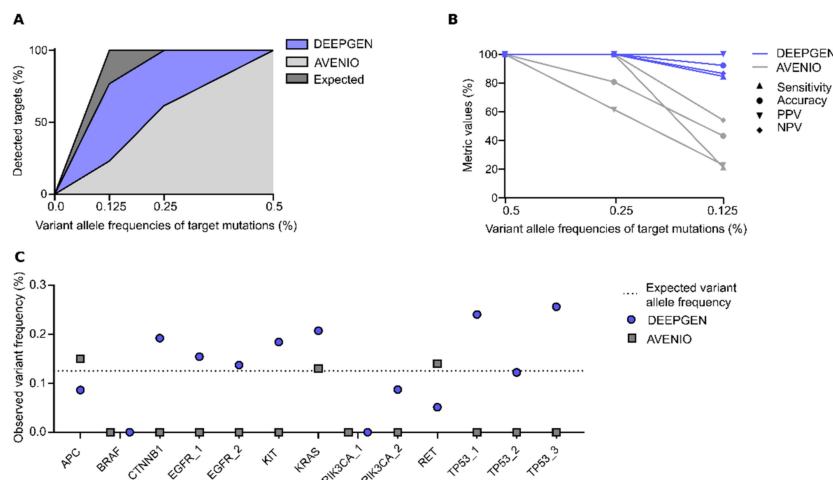 A
100
50
0
Detected targets (%)
0.0 0.125 0.25 0.5
Variant allele frequencies of target mutations (%)
DEEPGEN
AVENIO
Expected
B
100
80
60
40
20
0
Metric values (%)
0.5 0.25 0.125
Variant allele frequencies of target mutations (%)
DEEPGEN
AVENIO
Sensitivity
Accuracy
PPV
NPV
C
0.3
0.2
0.1
0.0
Observed variant frequency (%)
APC
BRAF
CTNNB1
EGFR_1
EGFR_2
KIT
KRAS
PIK3CA_1
PIK3CA_2
RET
TP53_1
TP53_2
TP53_3
Expected variant
allele frequency
DEEPGEN
AVENIO